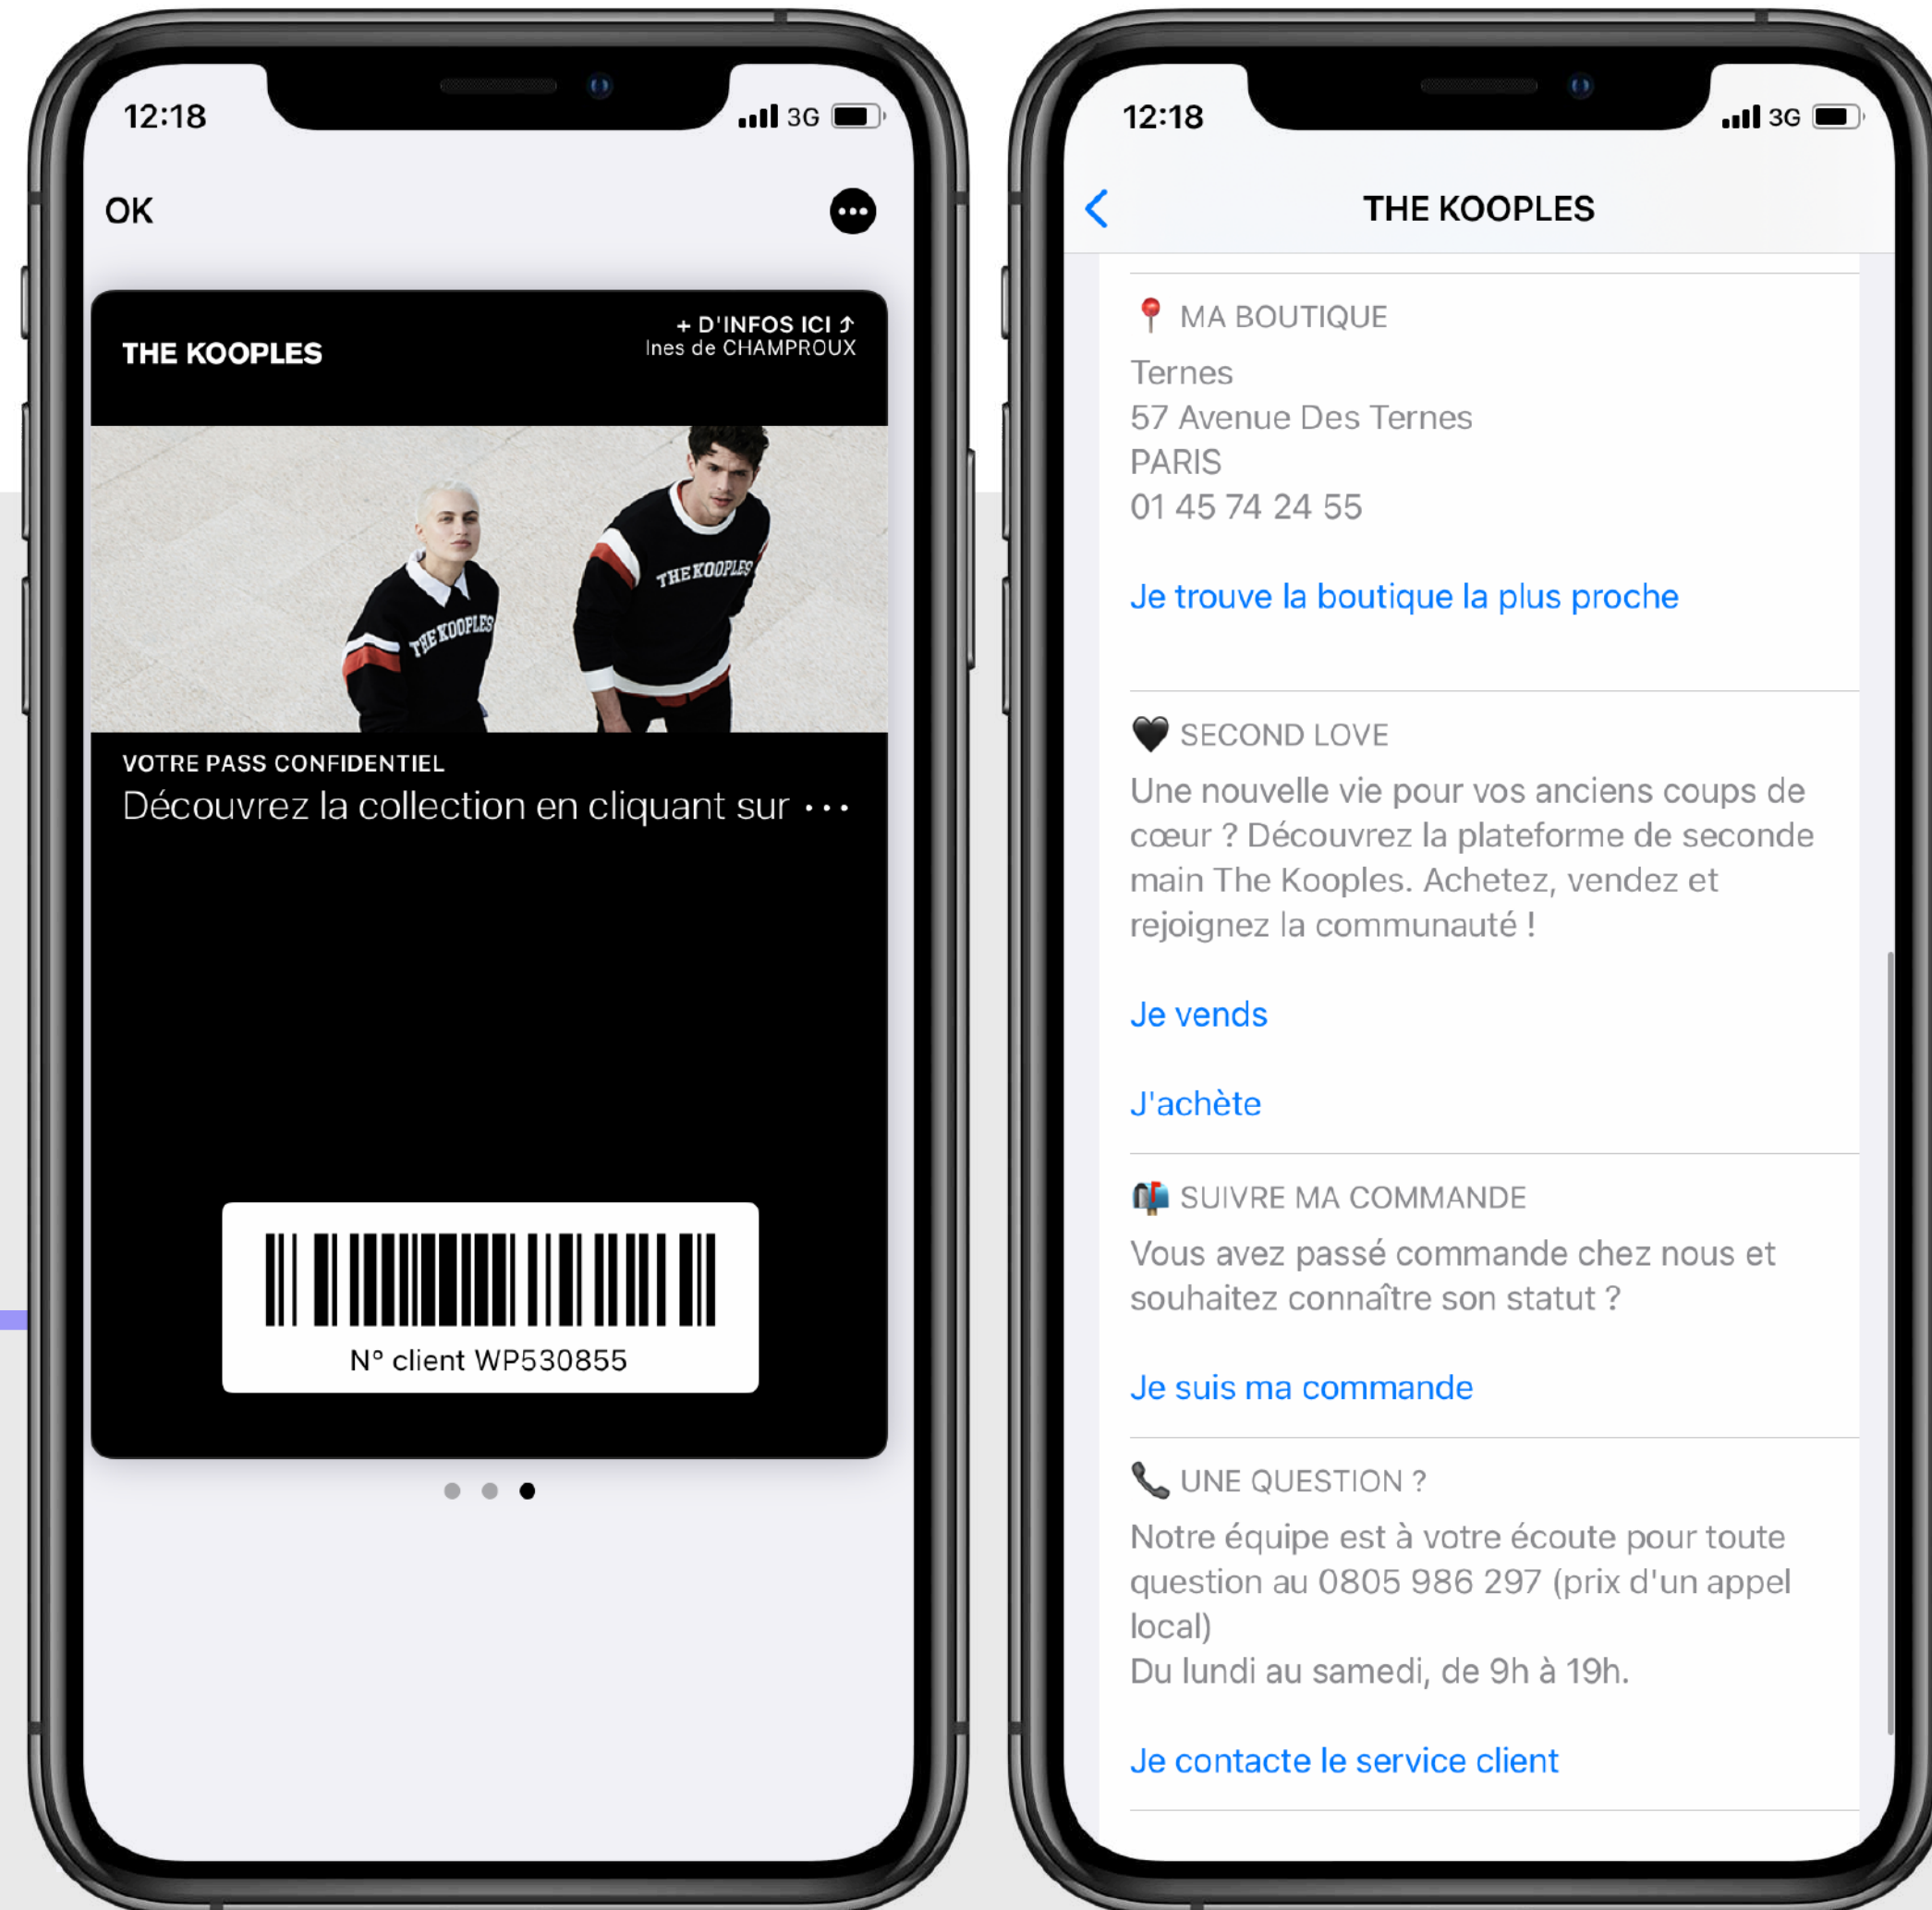 12:18
3G
OK
THE KOOPLES
+ D'INFOS ICI ⤴
Ines de CHAMPROUX
THE KOOPLES
THE KOOPLES
VOTRE PASS CONFIDENTIEL
Découvrez la collection en cliquant sur ···
N° client WP530855
12:18
3G
THE KOOPLES
📍 MA BOUTIQUE
Ternes
57 Avenue Des Ternes
PARIS
01 45 74 24 55
Je trouve la boutique la plus proche
🖤 SECOND LOVE
Une nouvelle vie pour vos anciens coups de
cœur ? Découvrez la plateforme de seconde
main The Kooples. Achetez, vendez et
rejoignez la communauté !
Je vends
J'achète
📬 SUIVRE MA COMMANDE
Vous avez passé commande chez nous et
souhaitez connaître son statut ?
Je suis ma commande
📞 UNE QUESTION ?
Notre équipe est à votre écoute pour toute
question au 0805 986 297 (prix d'un appel
local)
Du lundi au samedi, de 9h à 19h.
Je contacte le service client